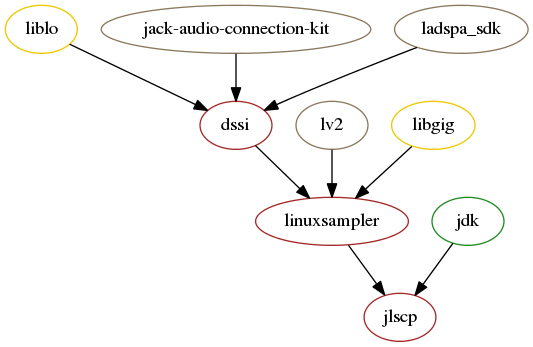 liblo
jack-audio-connection-kit
ladspa_sdk
dssi
lv2
libgig
linuxsampler
jdk
jlscp